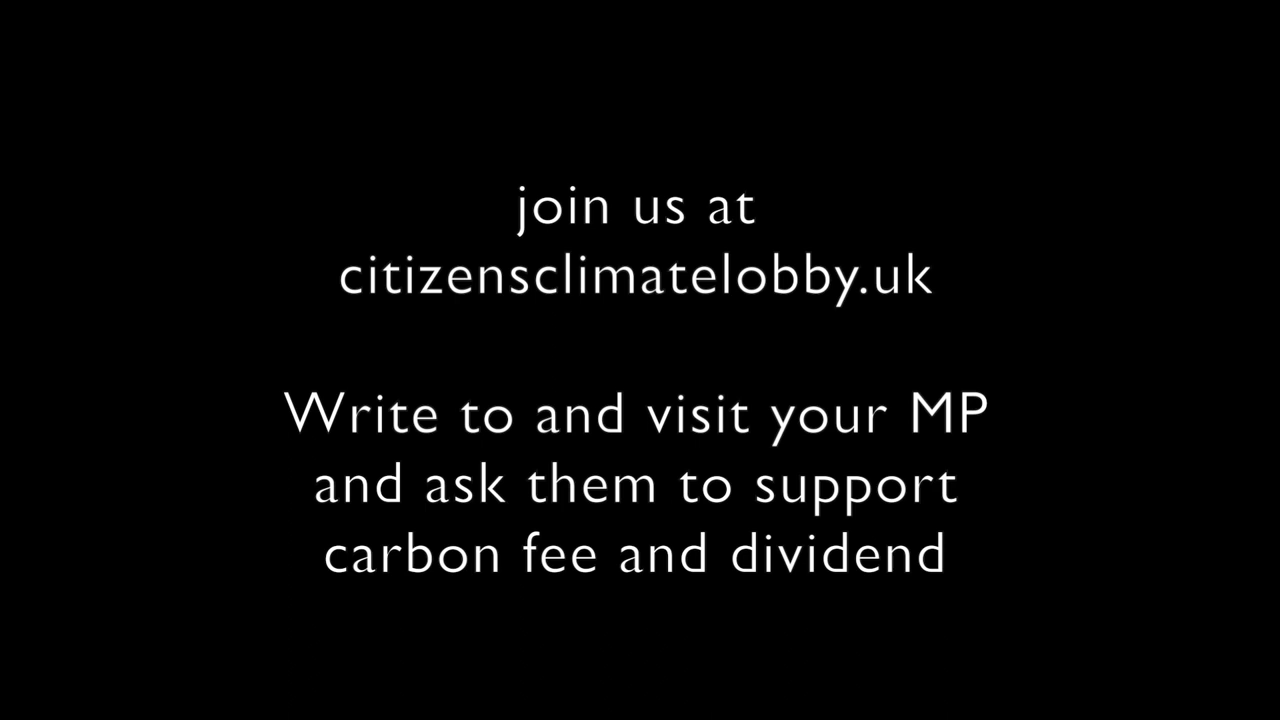 join us at
citizensclimatelobby.uk
Write to and visit your MP
and ask them to support
carbon fee and dividend